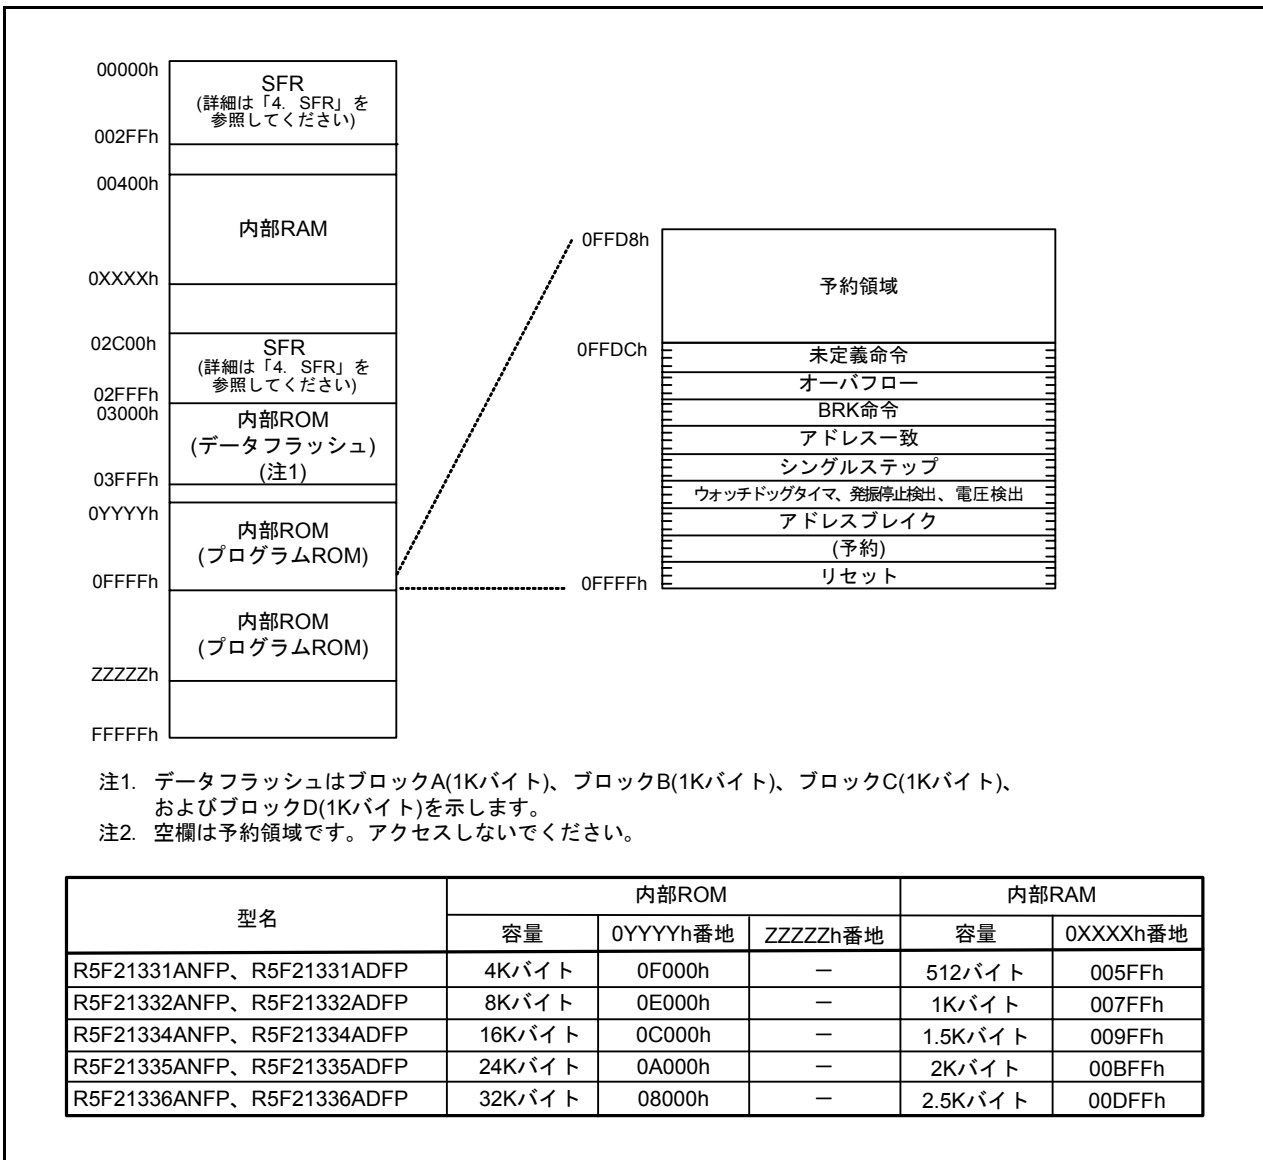 00000h
SFR
(詳細は「4. SFR」を
参照してください)
002FFh
00400h
内部RAM
0XXXXh
02C00h
SFR
(詳細は「4. SFR」を
参照してください)
02FFFh
03000h
内部ROM
(データフラッシュ)
(注1)
03FFFh
0YYYYh
内部ROM
(プログラムROM)
0FFFFh
内部ROM
(プログラムROM)
ZZZZZh
FFFFFh
0FFD8h
予約領域
0FFDCh
未定義命令
オーバフロー
BRK命令
アドレス一致
シングルステップ
ウォッチドッグタイマ、発振停止検出、電圧検出
アドレスブレイク
(予約)
リセット
0FFFFh
注1. データフラッシュはブロックA(1Kバイト)、ブロックB(1Kバイト)、ブロックC(1Kバイト)、
およびブロックD(1Kバイト)を示します。
注2. 空欄は予約領域です。アクセスしないでください。
型名 内部ROM 内部RAM
容量 0YYYYh番地 ZZZZZh番地 容量 0XXXXh番地
R5F21331ANFP、R5F21331ADFP 4Kバイト 0F000h － 512バイト 005FFh
R5F21332ANFP、R5F21332ADFP 8Kバイト 0E000h － 1Kバイト 007FFh
R5F21334ANFP、R5F21334ADFP 16Kバイト 0C000h － 1.5Kバイト 009FFh
R5F21335ANFP、R5F21335ADFP 24Kバイト 0A000h － 2Kバイト 00BFFh
R5F21336ANFP、R5F21336ADFP 32Kバイト 08000h － 2.5Kバイト 00DFFh